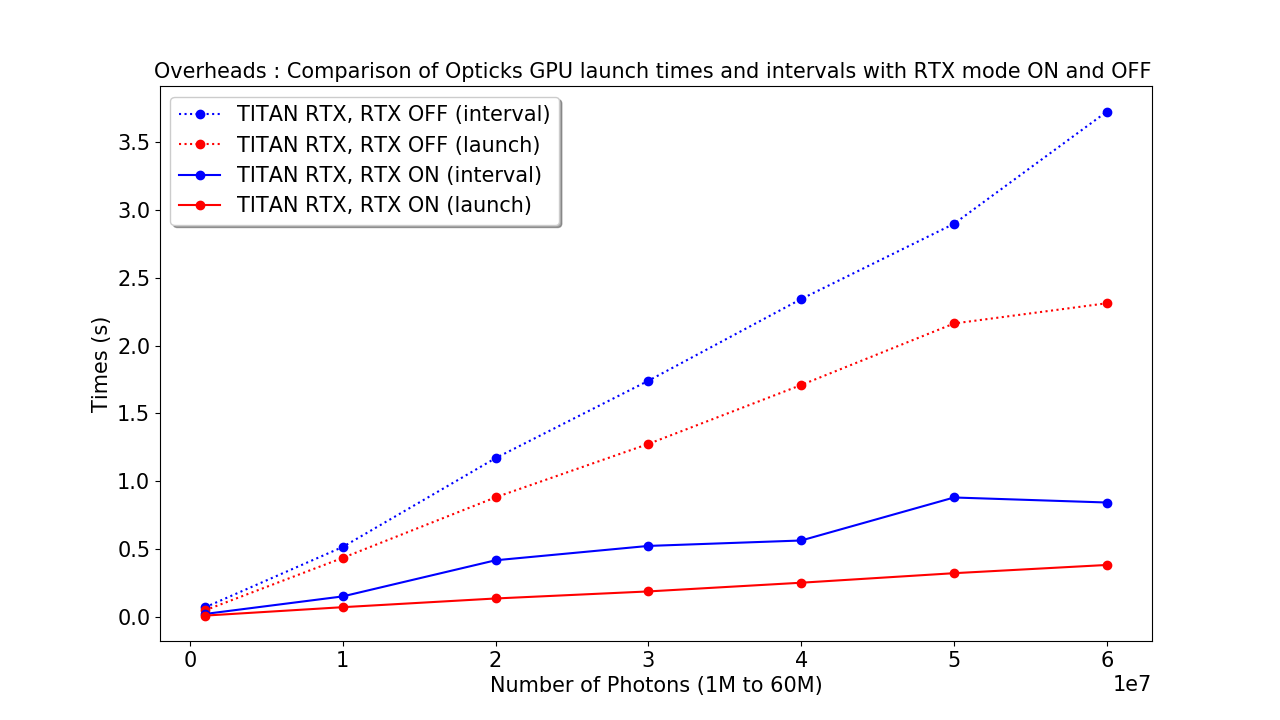 Overheads : Comparison of Opticks GPU launch times and intervals with RTX mode ON and OFF
TITAN RTX, RTX OFF (interval)
TITAN RTX, RTX OFF (launch)
TITAN RTX, RTX ON (interval)
TITAN RTX, RTX ON (launch)
Times (s)
3.5
3.0
2.5
2.0
1.5
1.0
0.5
0.0
0 1 2 3 4 5 6
1e7
Number of Photons (1M to 60M)